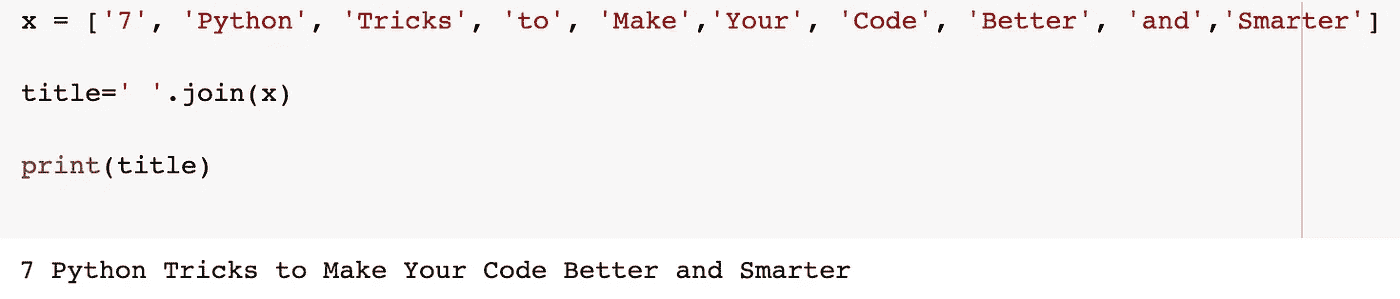 x = ['7', 'Python', 'Tricks', 'to', 'Make','Your', 'Code', 'Better', 'and','Smarter']
title=' '.join(x)
print(title)
7 Python Tricks to Make Your Code Better and Smarter